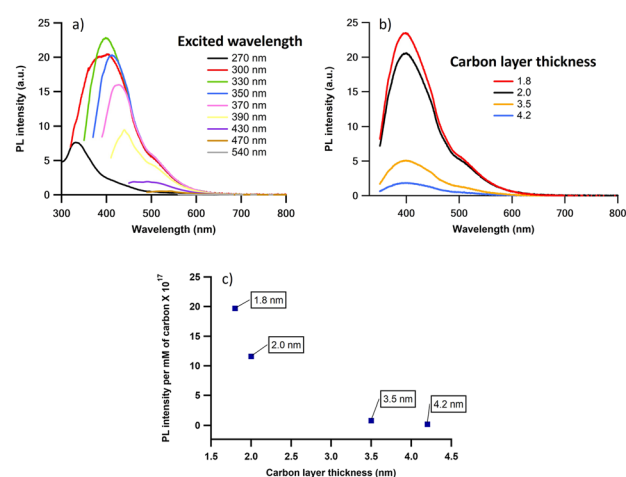 a)
Excited wavelength
270 nm
300 nm
330 nm
350 nm
370 nm
390 nm
430 nm
470 nm
540 nm
PL intensity (a.u.)
25
20
15
10
5
0
300 400 500 600 700 800
Wavelength (nm)
b)
Carbon layer thickness
1.8
2.0
3.5
4.2
PL intensity (a.u.)
25
20
15
10
5
0
400 500 600 700 800
Wavelength (nm)
c)
PL intensity per mM of carbon X 10^17
25
20
15
10
5
0
1.8 nm
2.0 nm
3.5 nm
4.2 nm
1.5 2.0 2.5 3.0 3.5 4.0 4.5
Carbon layer thickness (nm)